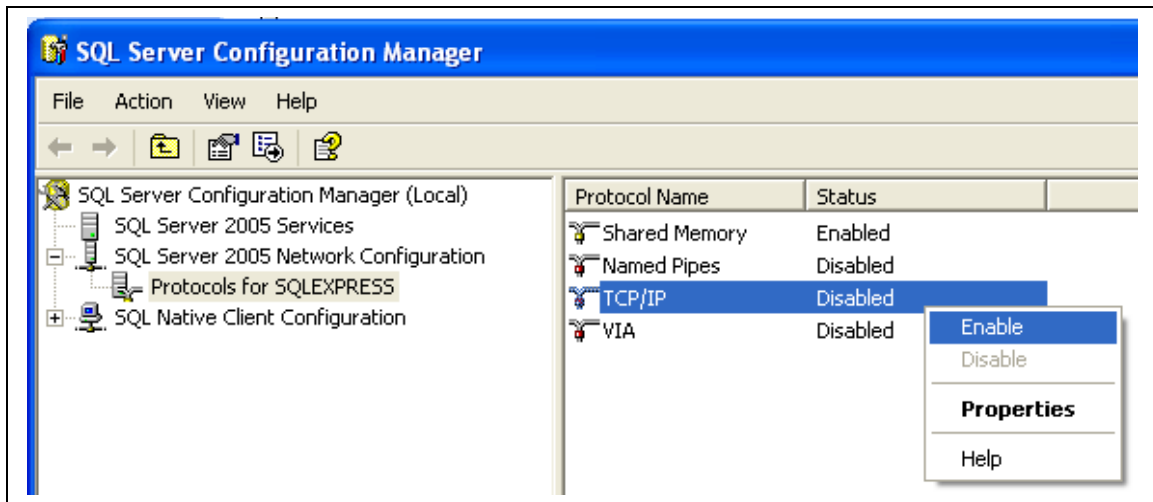 SQL Server Configuration Manager
File Action View Help
SQL Server Configuration Manager (Local)
SQL Server 2005 Services
SQL Server 2005 Network Configuration
Protocols for SQLEXPRESS
SQL Native Client Configuration
Protocol Name Status
Shared Memory Enabled
Named Pipes Disabled
TCP/IP Disabled
VIA Disabled
Enable
Disable
Properties
Help